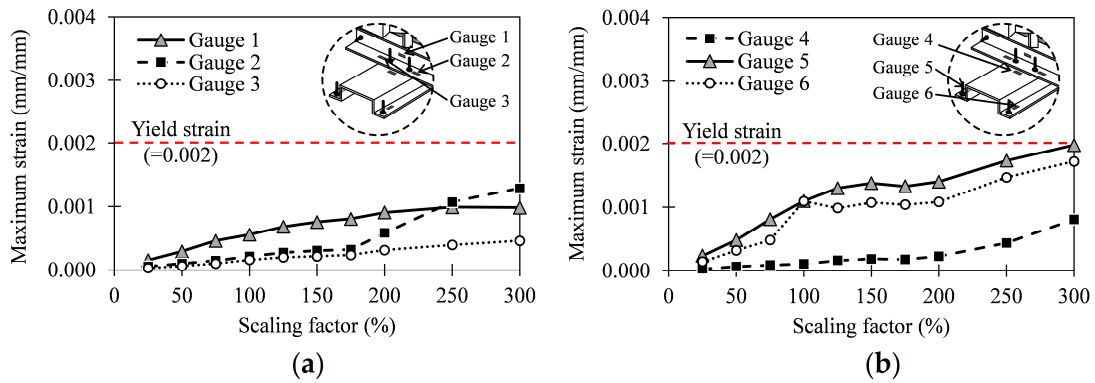 0.004
0.003
0.002
0.001
0.000
Maximum strain (mm/mm)
Gauge 1
Gauge 2
Gauge 3
Gauge 1
Gauge 2
Gauge 3
Yield strain
(=0.002)
0 50 100 150 200 250 300
Scaling factor (%)
(a)
0.004
0.003
0.002
0.001
0.000
Maximum strain (mm/mm)
Gauge 4
Gauge 5
Gauge 6
Gauge 4
Gauge 5
Gauge 6
Yield strain
(=0.002)
0 50 100 150 200 250 300
Scaling factor (%)
(b)